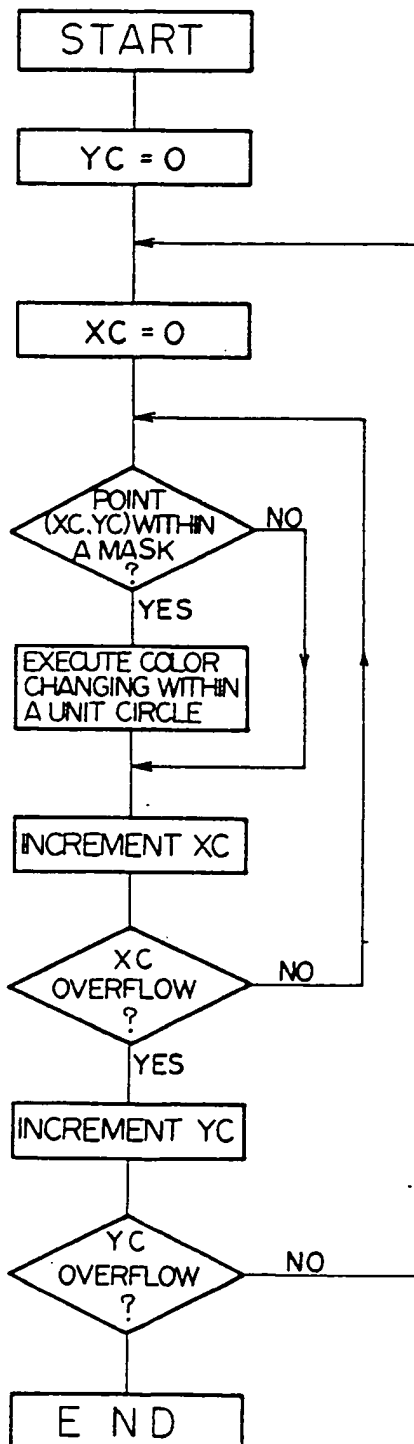 START
YC = 0
XC = 0
POINT
(XC,YC) WITHIN
A MASK
?
NO
YES
EXECUTE COLOR
CHANGING WITHIN
A UNIT CIRCLE
INCREMENT XC
XC
OVERFLOW
?
NO
YES
INCREMENT YC
YC
OVERFLOW
?
NO
END